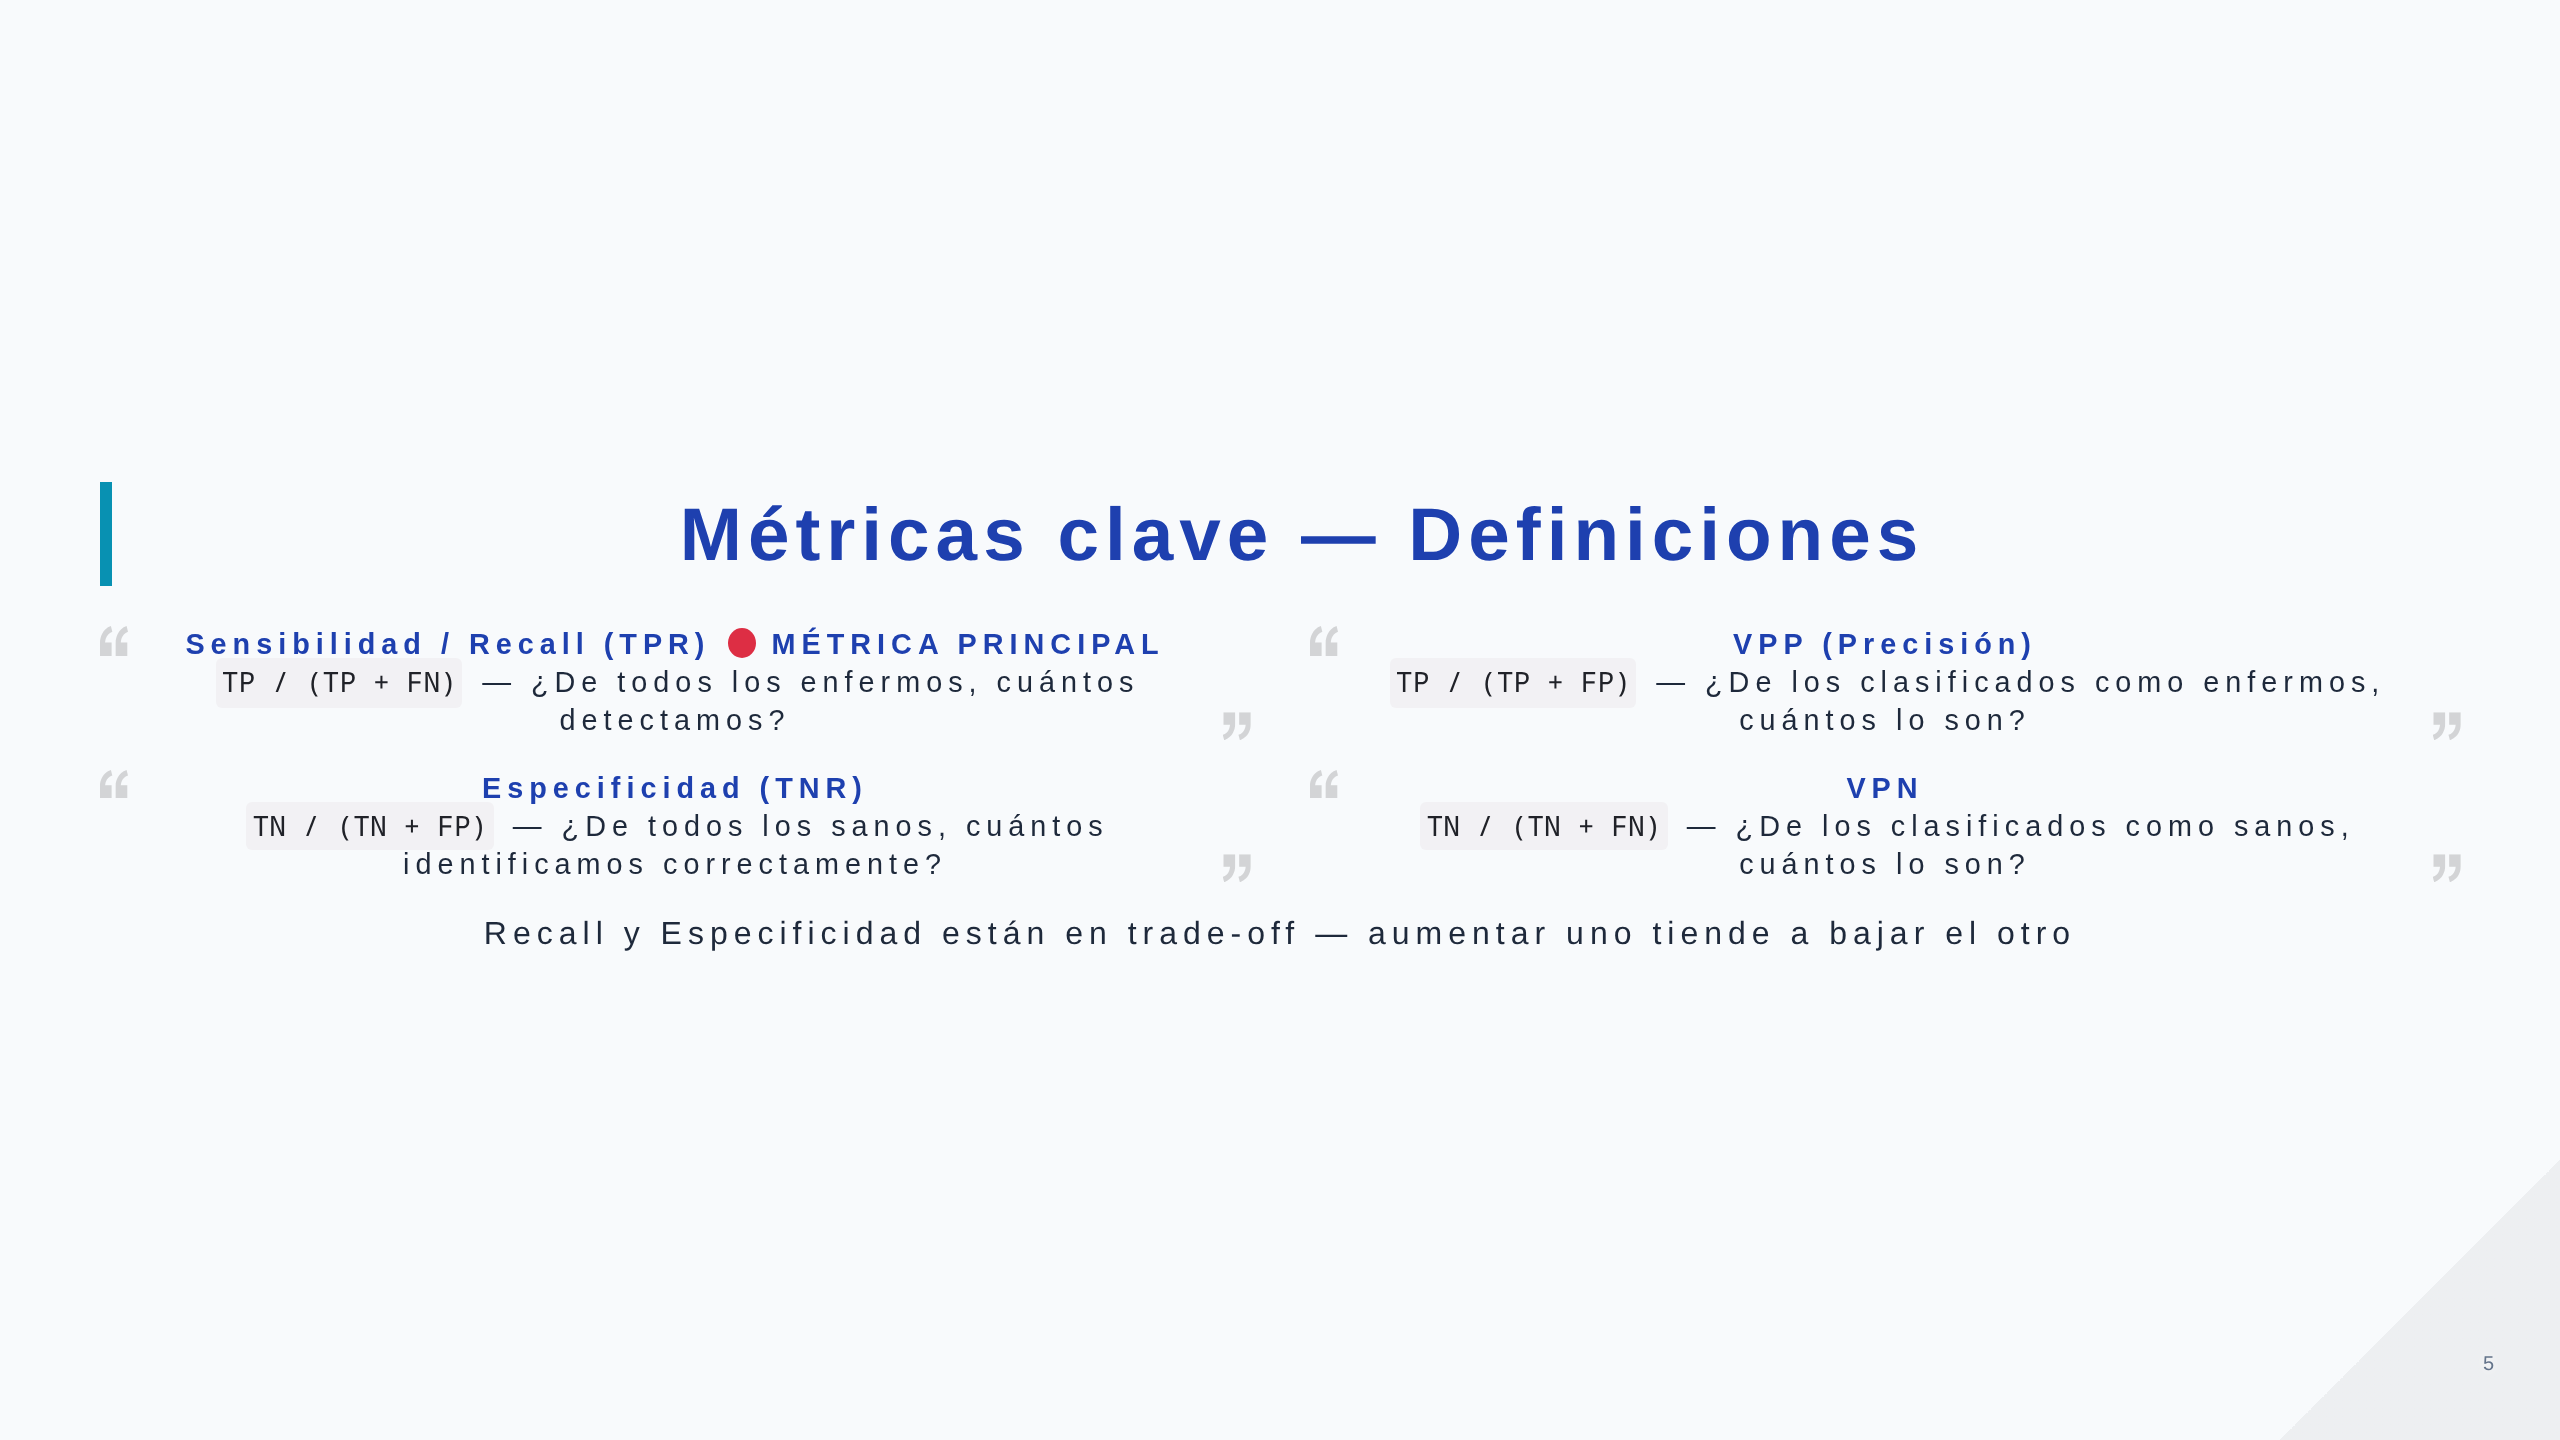 Métricas clave — Definiciones
“ Sensibilidad / Recall (TPR) 🔴 MÉTRICA PRINCIPAL
TP / (TP + FN) — ¿De todos los enfermos, cuántos
detectamos? ”
“ Especificidad (TNR)
TN / (TN + FP) — ¿De todos los sanos, cuántos
identificamos correctamente? ”
“ VPP (Precisión)
TP / (TP + FP) — ¿De los clasificados como enfermos,
cuántos lo son? ”
“ VPN
TN / (TN + FN) — ¿De los clasificados como sanos,
cuántos lo son? ”
Recall y Especificidad están en trade-off — aumentar uno tiende a bajar el otro
5